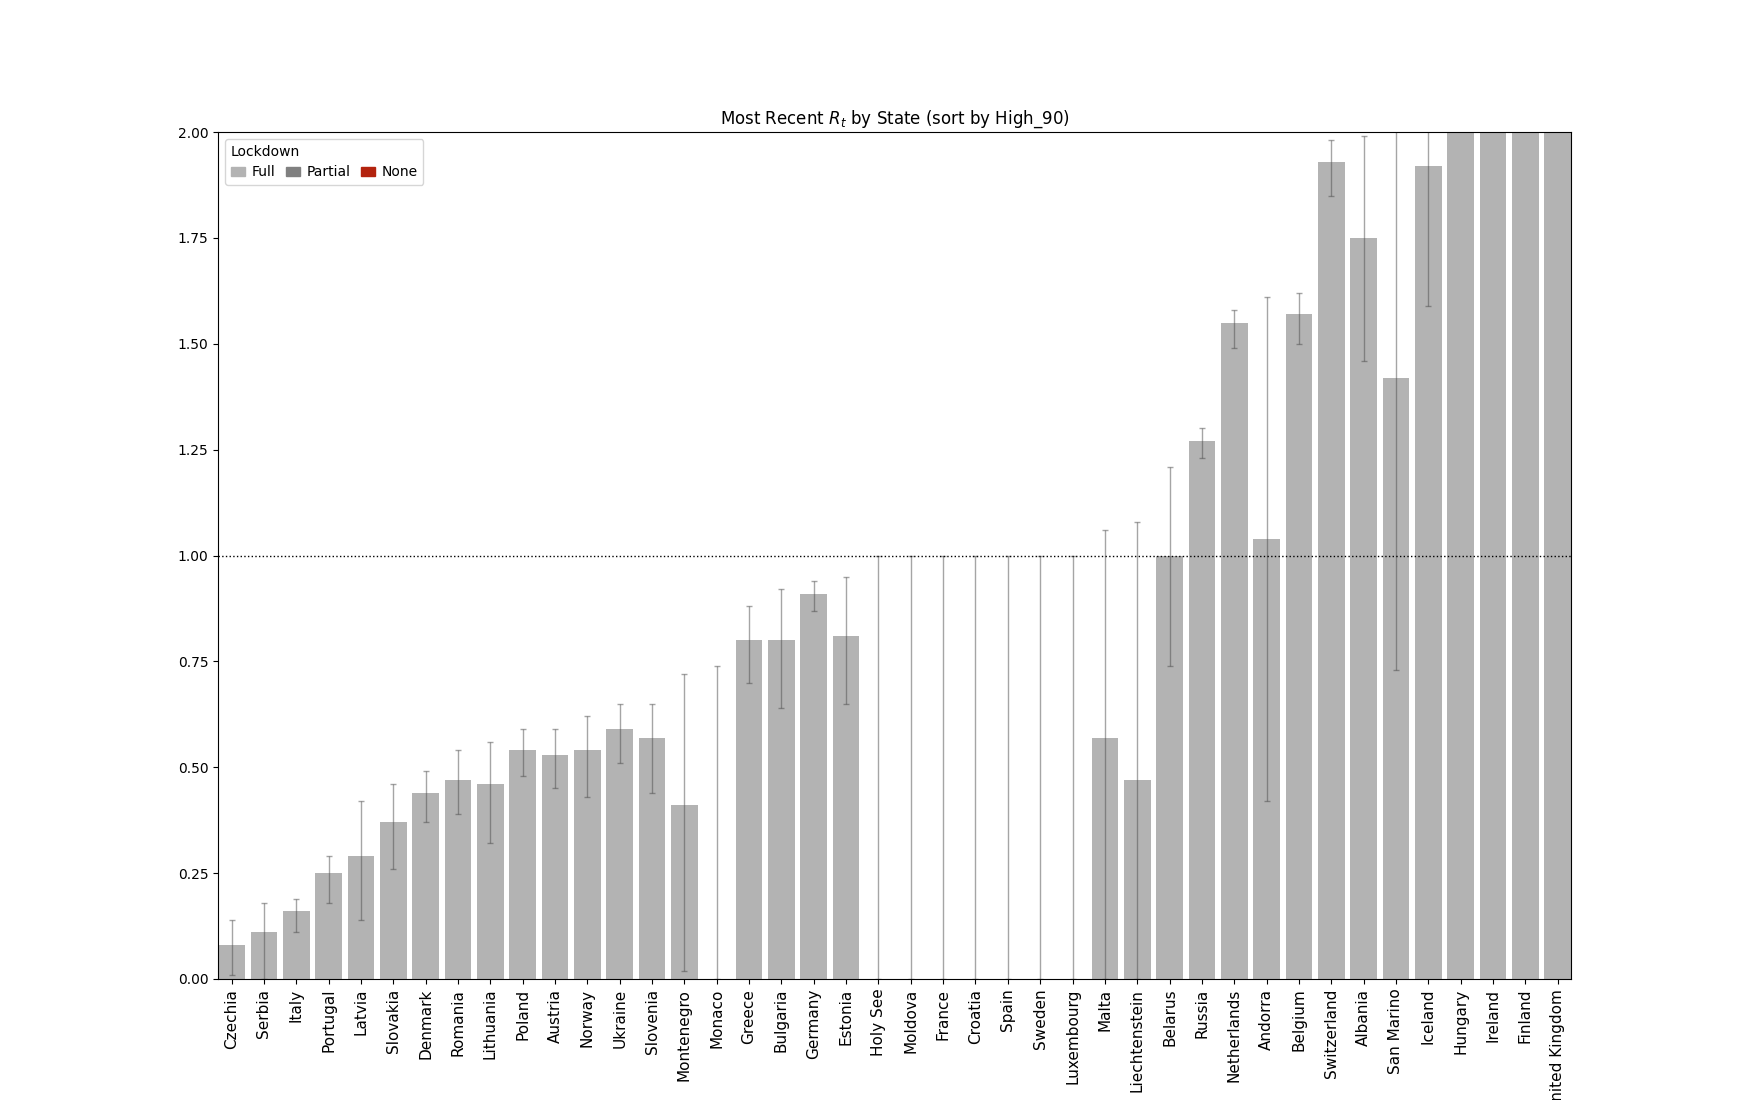 Most Recent Rt by State (sort by High_90)
Lockdown
Full Partial None
2.00
1.75
1.50
1.25
1.00
0.75
0.50
0.25
0.00
Czechia
Serbia
Italy
Portugal
Latvia
Slovakia
Denmark
Romania
Lithuania
Poland
Austria
Norway
Ukraine
Slovenia
Montenegro
Monaco
Greece
Bulgaria
Germany
Estonia
Holy See
Moldova
France
Croatia
Spain
Sweden
Luxembourg
Malta
Liechtenstein
Belarus
Russia
Netherlands
Andorra
Belgium
Switzerland
Albania
San Marino
Iceland
Hungary
Ireland
Finland
nited Kingdom